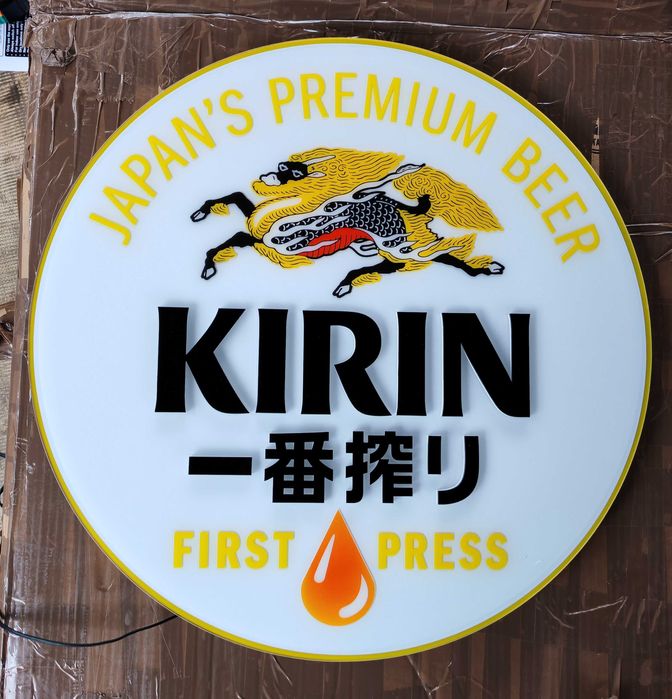 JAPAN'S PREMIUM BEER
KIRIN
一番搾り
FIRST PRESS